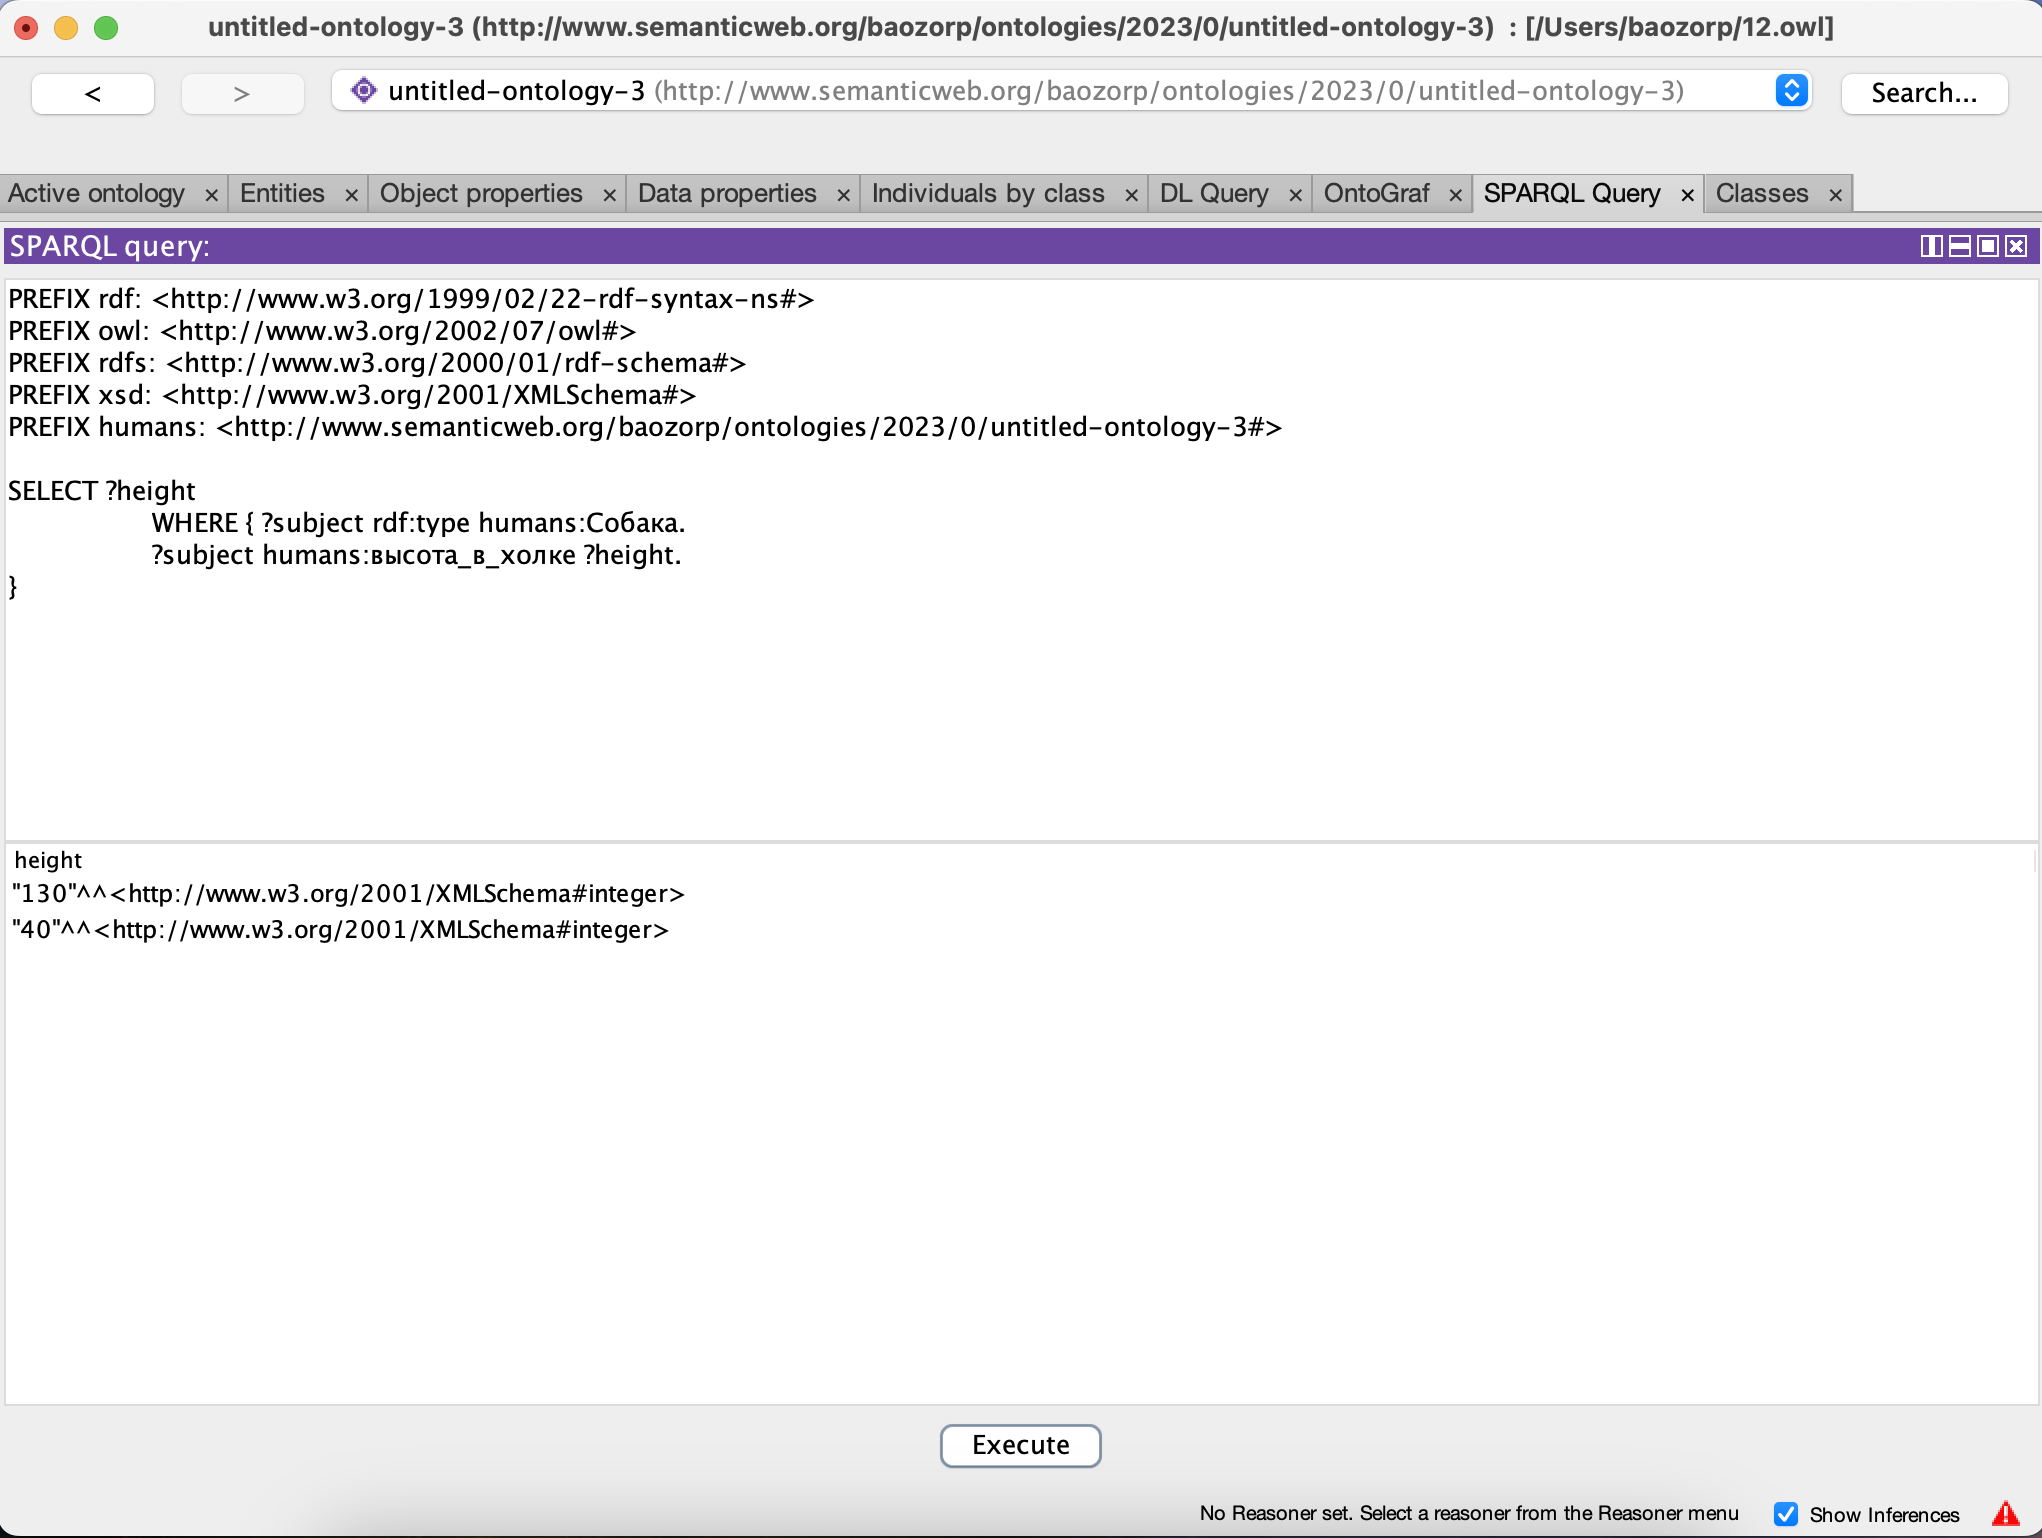 untitled-ontology-3 (http://www.semanticweb.org/baozorp/ontologies/2023/0/untitled-ontology-3)  : [/Users/baozorp/12.owl]
< > untitled-ontology-3 (http://www.semanticweb.org/baozorp/ontologies/2023/0/untitled-ontology-3) Search...
Active ontology × Entities × Object properties × Data properties × Individuals by class × DL Query × OntoGraf × SPARQL Query × Classes ×
SPARQL query:
PREFIX rdf: <http://www.w3.org/1999/02/22-rdf-syntax-ns#>
PREFIX owl: <http://www.w3.org/2002/07/owl#>
PREFIX rdfs: <http://www.w3.org/2000/01/rdf-schema#>
PREFIX xsd: <http://www.w3.org/2001/XMLSchema#>
PREFIX humans: <http://www.semanticweb.org/baozorp/ontologies/2023/0/untitled-ontology-3#>
SELECT ?height
WHERE { ?subject rdf:type humans:Собака.
?subject humans:высота_в_холке ?height.
}
height
"130"^^<http://www.w3.org/2001/XMLSchema#integer>
"40"^^<http://www.w3.org/2001/XMLSchema#integer>
Execute
No Reasoner set. Select a reasoner from the Reasoner menu Show Inferences